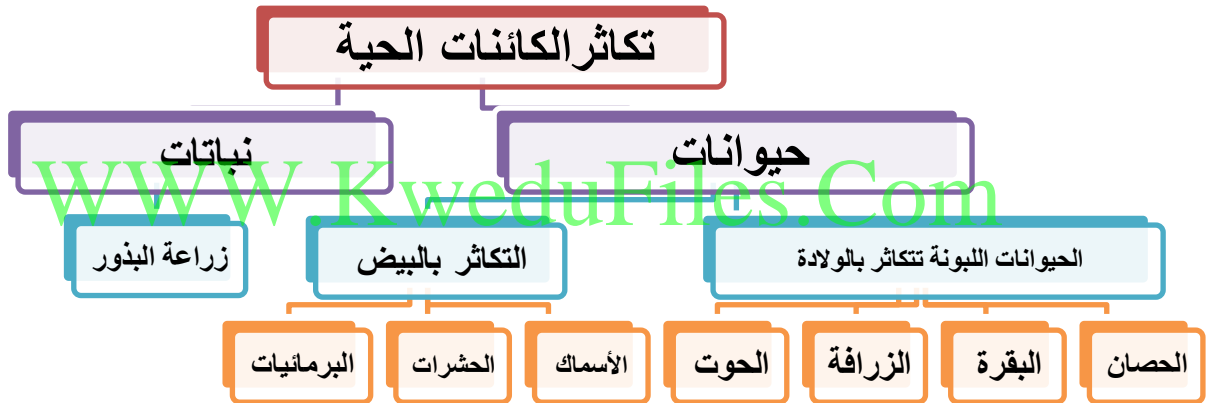 تكاثرالكائنات الحية
حيوانات
نباتات
WWW.KweduFiles.Com
الحيوانات اللبونة تتكاثر بالولادة
التكاثر بالبيض
زراعة البذور
الحصان
البقرة
الزرافة
الحوت
الأسماك
الحشرات
البرمائيات